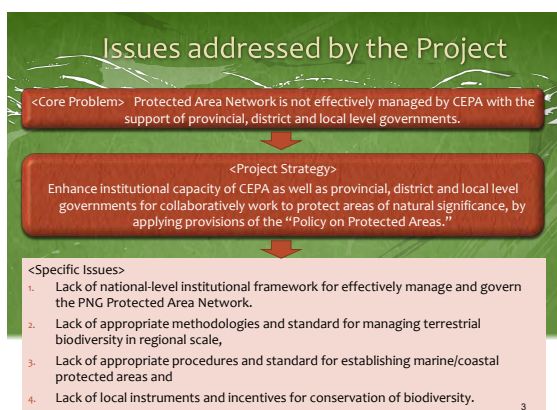 Issues addressed by the Project
<Core Problem> Protected Area Network is not effectively managed by CEPA with the
support of provincial, district and local level governments.
<Project Strategy>
Enhance institutional capacity of CEPA as well as provincial, district and local level
governments for collaboratively work to protect areas of natural significance, by
applying provisions of the “Policy on Protected Areas.”
<Specific Issues>
1. Lack of national-level institutional framework for effectively manage and govern
the PNG Protected Area Network.
2. Lack of appropriate methodologies and standard for managing terrestrial
biodiversity in regional scale,
3. Lack of appropriate procedures and standard for establishing marine/coastal
protected areas and
4. Lack of local instruments and incentives for conservation of biodiversity.
3